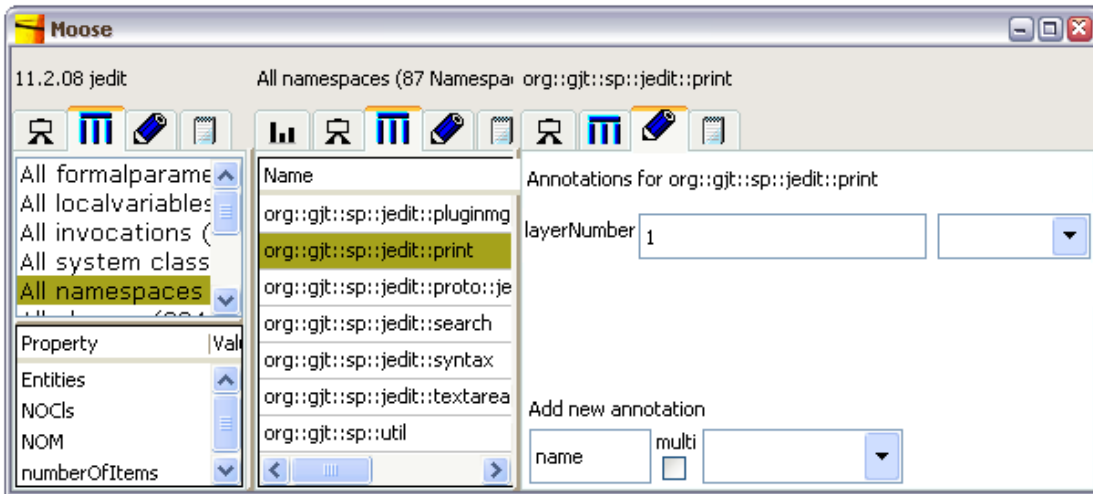 Moose
11.2.08 jedit
All namespaces (87 Namespa
org::gjt::sp::jedit::print
All formalparame
All localvariables
All invocations (
All system class
All namespaces
Property Val
Entities
NOCls
NOM
numberOfItems
Name
org::gjt::sp::jedit::pluginmg
org::gjt::sp::jedit::print
org::gjt::sp::jedit::proto::je
org::gjt::sp::jedit::search
org::gjt::sp::jedit::syntax
org::gjt::sp::jedit::textarea
org::gjt::sp::util
Annotations for org::gjt::sp::jedit::print
layerNumber 1
Add new annotation
name multi